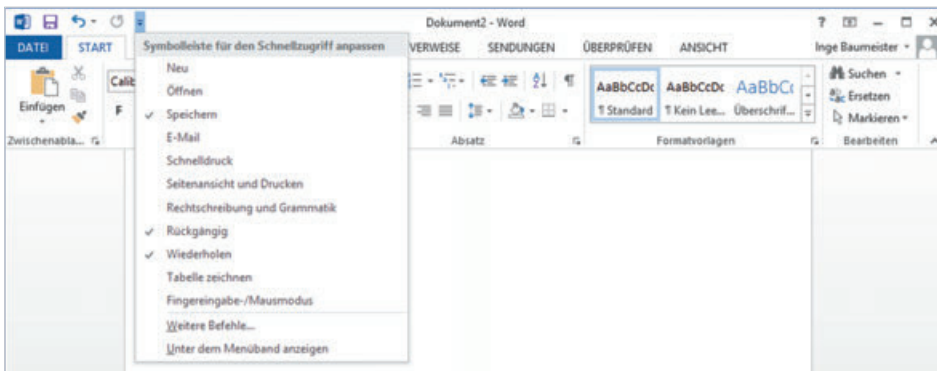 Dokument2 - Word
DATEI START VERWEISE SENDUNGEN ÜBERPRÜFEN ANSICHT Inge Baumeister
Symbolleiste für den Schnellzugriff anpassen
Neu
Öffnen
✓ Speichern
E-Mail
Schnelldruck
Seitenansicht und Drucken
Rechtschreibung und Grammatik
✓ Rückgängig
✓ Wiederholen
Tabelle zeichnen
Fingereingabe-/Mausmodus
Weitere Befehle...
Unter dem Menüband anzeigen
Einfügen
Zwischenabla...
Calib
F
Absatz
AaBbCcDc AaBbCcDc AaBbCc
¶ Standard ¶ Kein Lee... Überschrif...
Formatvorlagen
Suchen
Ersetzen
Markieren
Bearbeiten